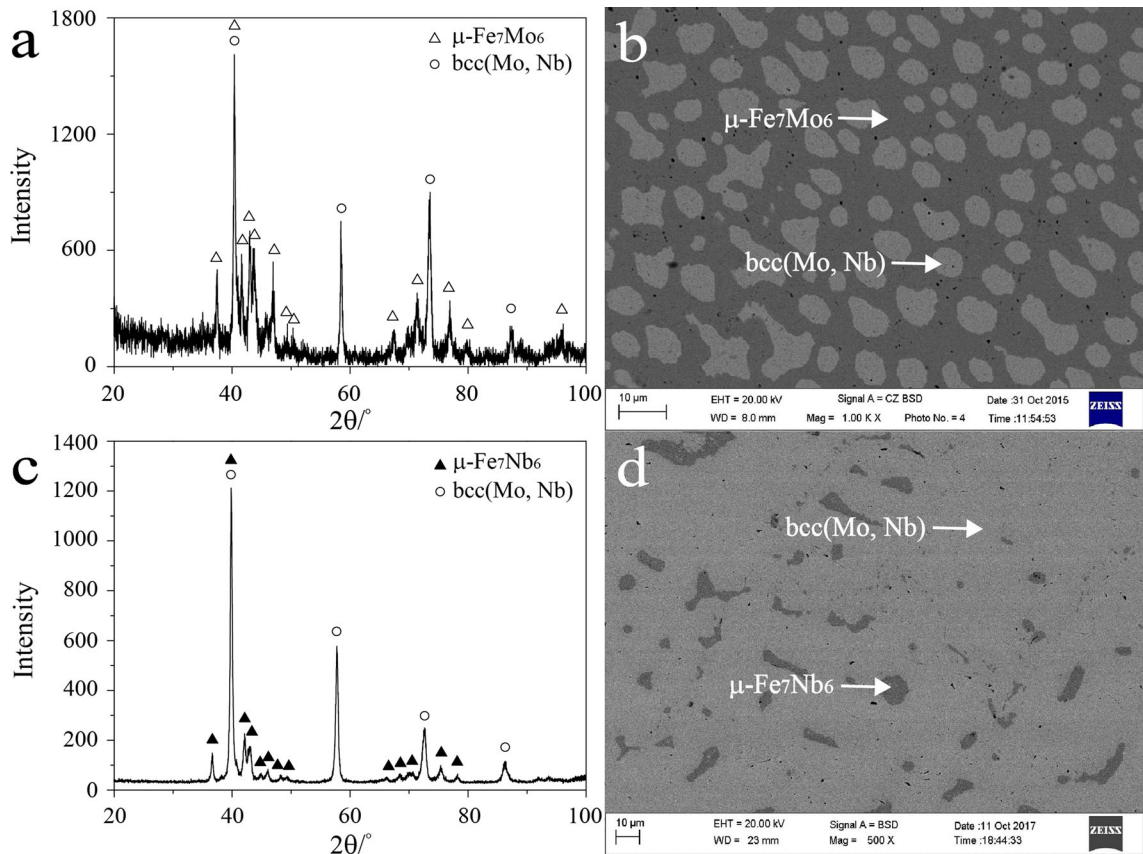 a
1800
1200
600
300
0
Intensity
△ μ-Fe₇Mo₆
○ bcc(Mo, Nb)
20 40 60 80 100
2θ/°
b
μ-Fe₇Mo₆
bcc(Mo, Nb)
10 μm
EHT = 20.00 kV Signal A = CZ BSD Date :31 Oct 2015
WD = 8.0 mm Mag = 1.00 K X Photo No. = 4 Time :11:54:53
ZEISS
c
1400
1200
1000
800
600
400
200
0
Intensity
▲ μ-Fe₇Nb₆
○ bcc(Mo, Nb)
20 40 60 80 100
2θ/°
d
bcc(Mo, Nb)
μ-Fe₇Nb₆
10 μm
EHT = 20.00 kV Signal A = BSD Date :11 Oct 2017
WD = 23 mm Mag = 500 X Time :18:44:33
ZEISS